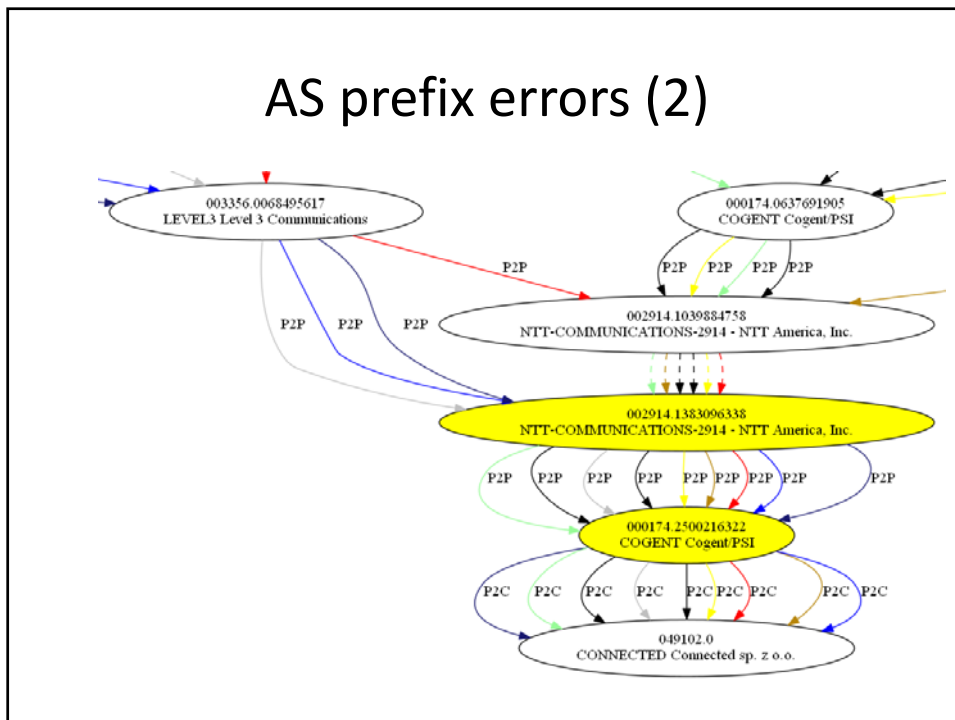 AS prefix errors (2)
003356.0068495617
LEVEL3 Level 3 Communications
000174.0637691905
COGENT Cogent/PSI
P2P P2P P2P P2P P2P
P2P P2P P2P
002914.1039884758
NTT-COMMUNICATIONS-2914 - NTT America, Inc.
002914.1383096338
NTT-COMMUNICATIONS-2914 - NTT America, Inc.
P2P P2P P2P P2P P2P P2P P2P P2P P2P
000174.2500216322
COGENT Cogent/PSI
P2C P2C P2C P2C P2C P2C P2C P2C P2C
049102.0
CONNECTED Connected sp. z o.o.